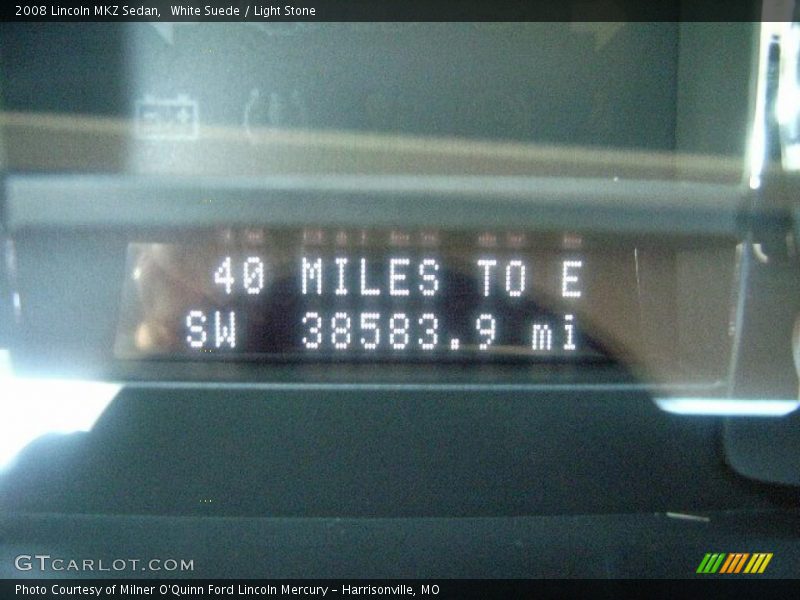 2008 Lincoln MKZ Sedan,  White Suede / Light Stone
40 MILES TO E
SW 38583.9 mi
GTCARLOT.COM
Photo Courtesy of Milner O'Quinn Ford Lincoln Mercury – Harrisonville, MO